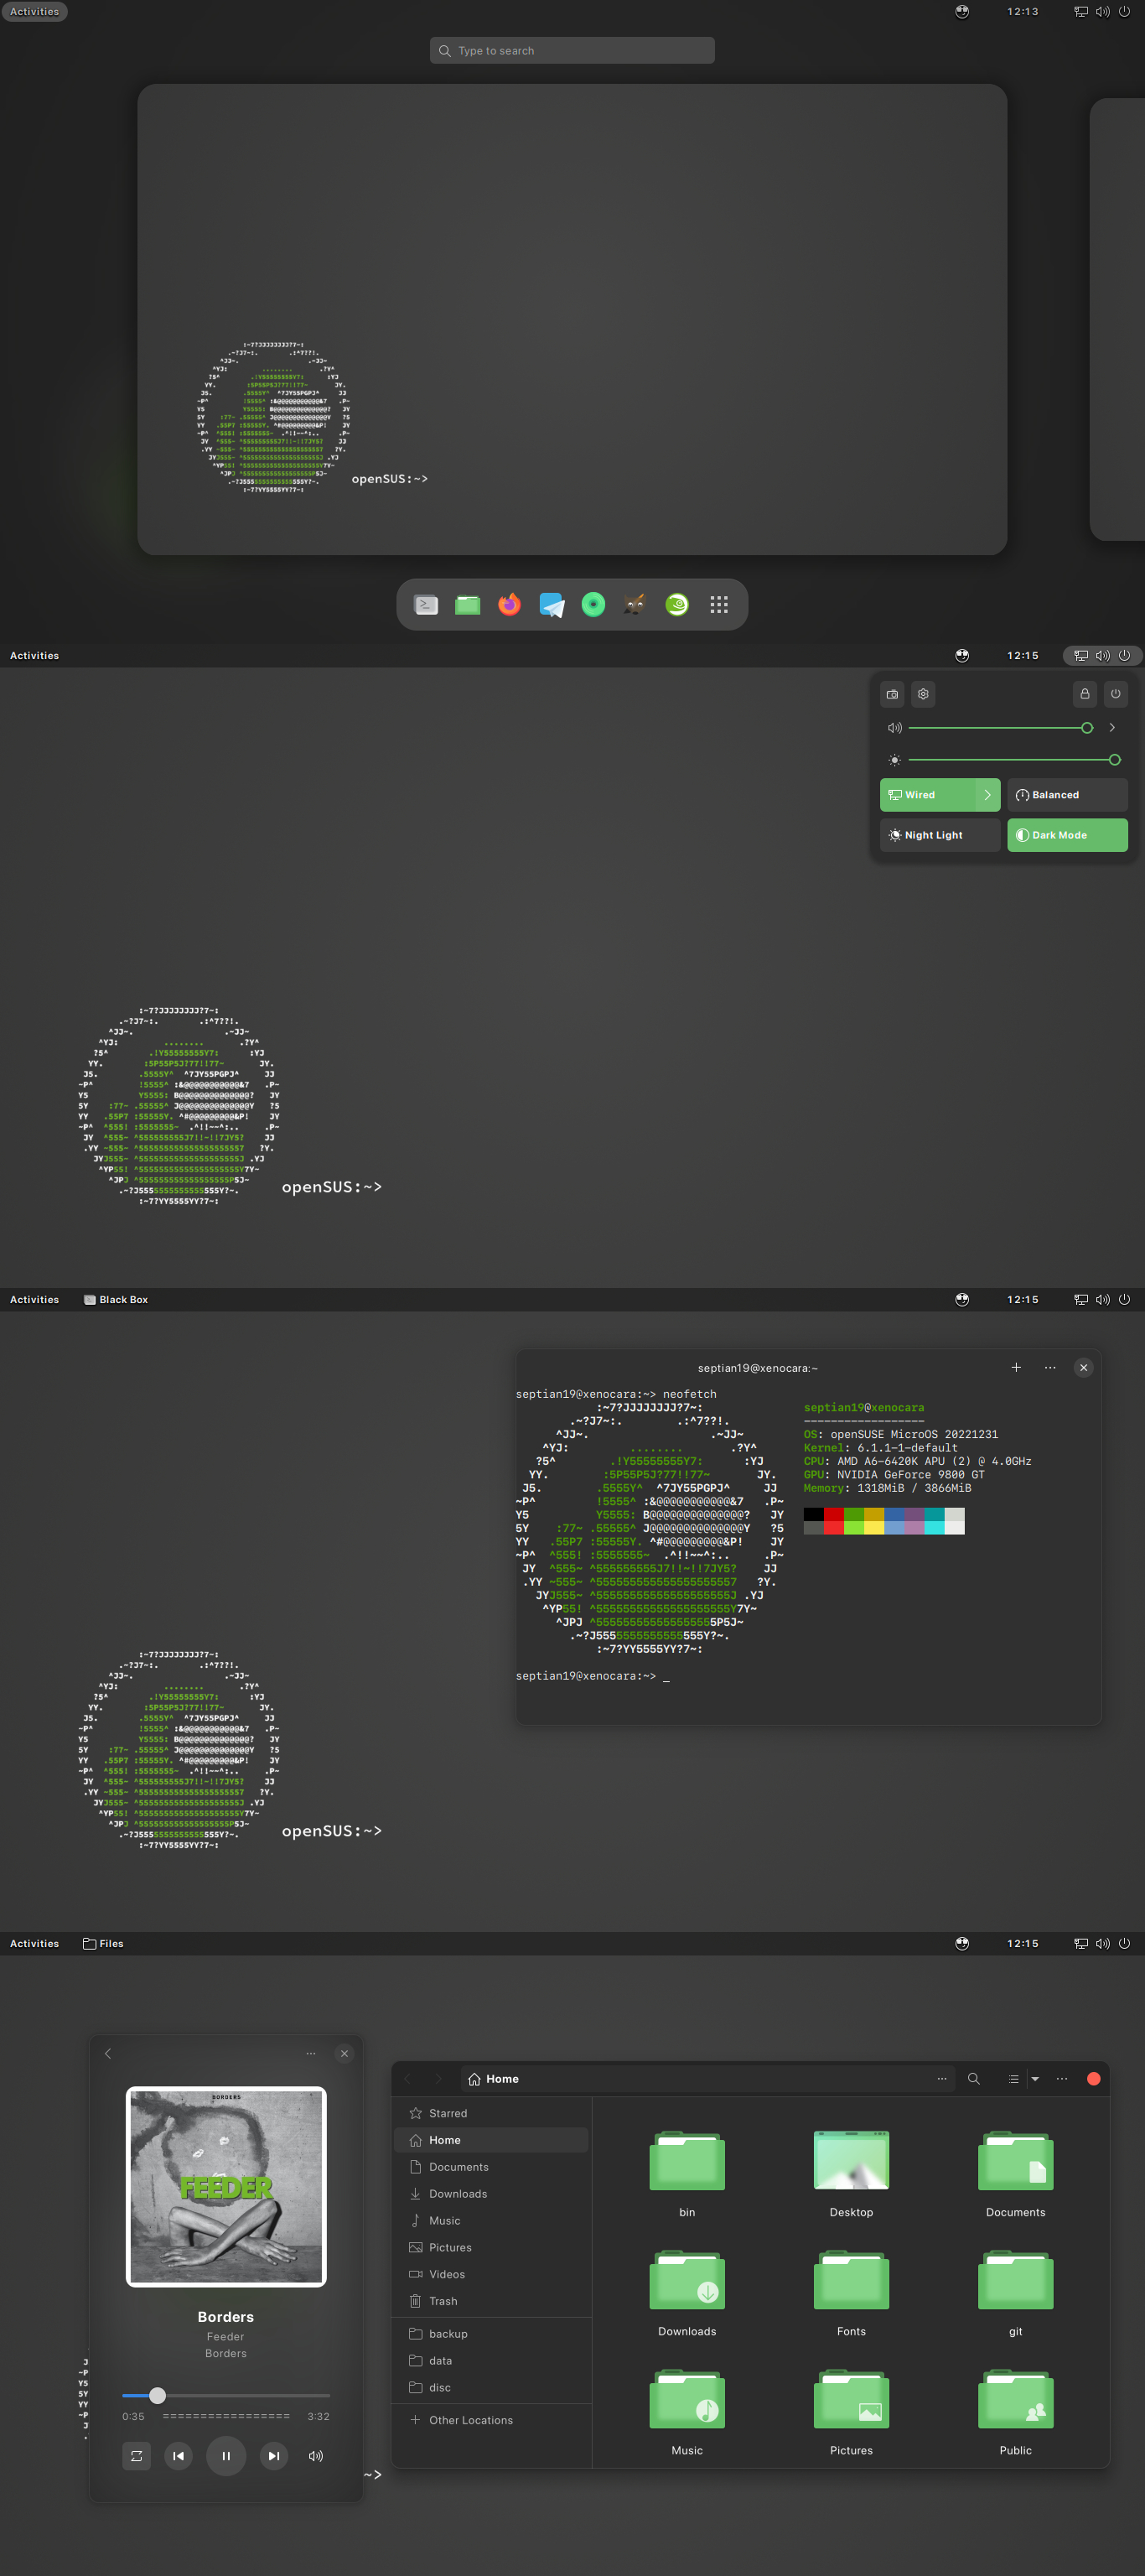 Activities
12:13
Type to search
openSUS:~>
Activities
12:15
Wired
Balanced
Night Light
Dark Mode
openSUS:~>
Activities
Black Box
12:15
septian19@xenocara:~
septian19@xenocara:~> neofetch
septian19@xenocara
------------------
OS: openSUSE MicroOS 20221231
Kernel: 6.1.1-1-default
CPU: AMD A6-6420K APU (2) @ 4.0GHz
GPU: NVIDIA GeForce 9800 GT
Memory: 1318MiB / 3866MiB
septian19@xenocara:~> _
openSUS:~>
Activities
Files
12:15
BORDERS
FEEDER
Borders
Feeder
Borders
0:35
3:32
~>
Home
Starred
Home
Documents
Downloads
Music
Pictures
Videos
Trash
backup
data
disc
Other Locations
bin
Desktop
Documents
Downloads
Fonts
git
Music
Pictures
Public